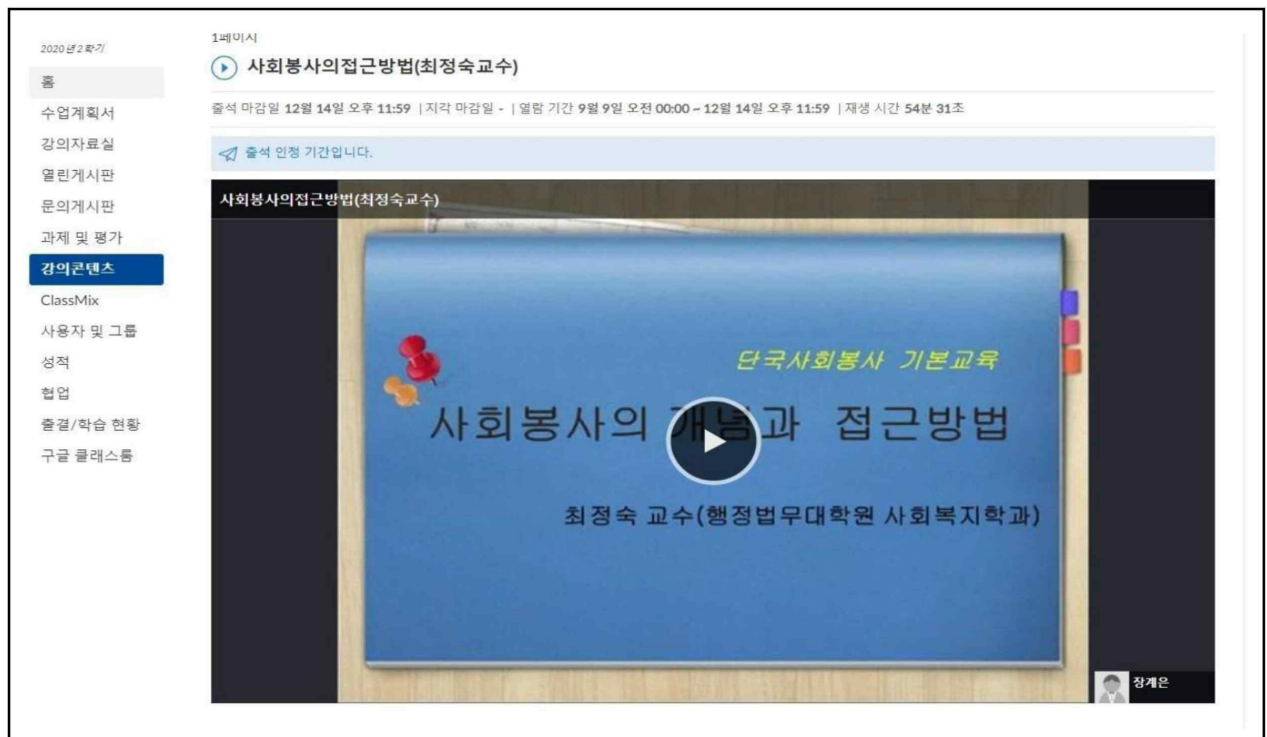 2020년 2학기
홈
수업계획서
강의자료실
열린게시판
문의게시판
과제 및 평가
강의콘텐츠
ClassMix
사용자 및 그룹
성적
협업
출결/학습 현황
구글 클래스룸
1페이지
사회봉사의접근방법(최정숙교수)
출석 마감일 12월 14일 오후 11:59 | 지각 마감일 - | 열람 기간 9월 9일 오전 00:00 ~ 12월 14일 오후 11:59 | 재생 시간 54분 31초
출석 인정 기간입니다.
사회봉사의접근방법(최정숙교수)
단국사회봉사 기본교육
사회봉사의 개념과 접근방법
최정숙 교수(행정법무대학원 사회복지학과)
장계은